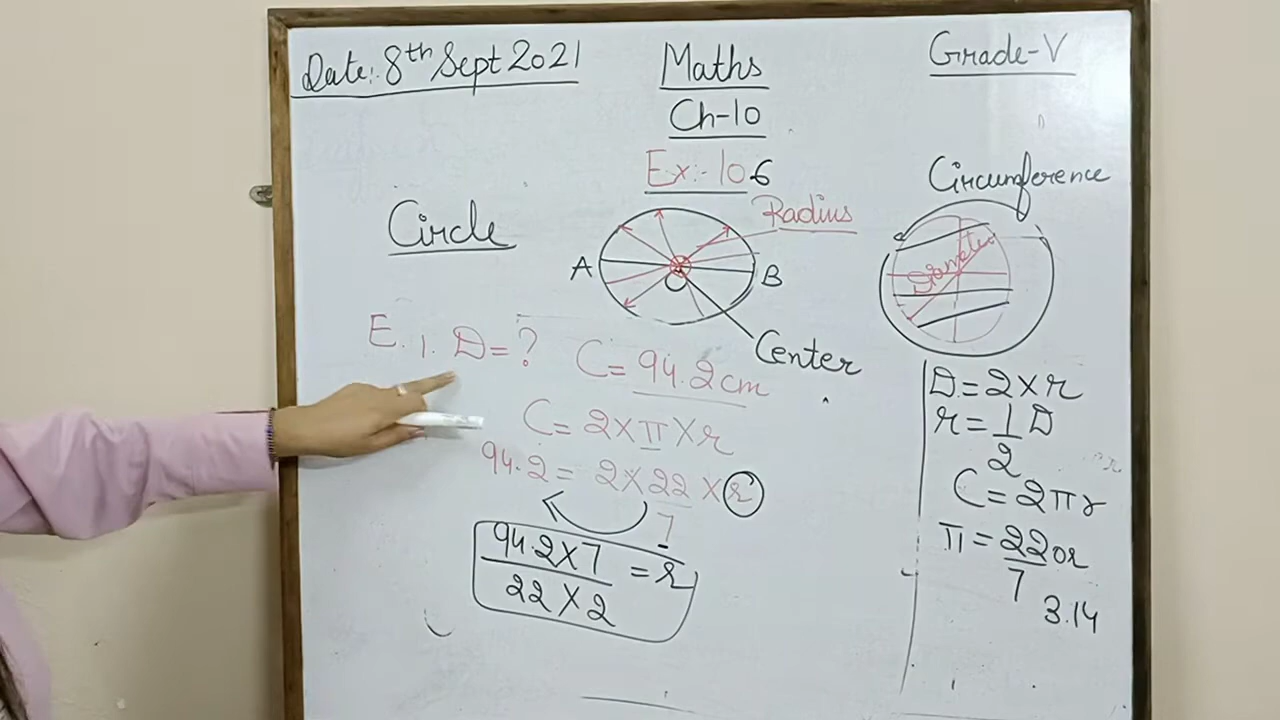 Date:- 8th Sept 2021
Maths
Grade-V
Ch-10
Ex:- 10 6
Circumference
Circle
Radius
A
B
Diameter
Center
E. 1. D = ?
C = 94.2 cm
C = 2 × π × r
94.2 = 2 × 22/7 × r
94.2 × 7 / 22 × 2 = r
D = 2 × r
r = 1/2 D
C = 2πr
π = 22/7 or
3.14